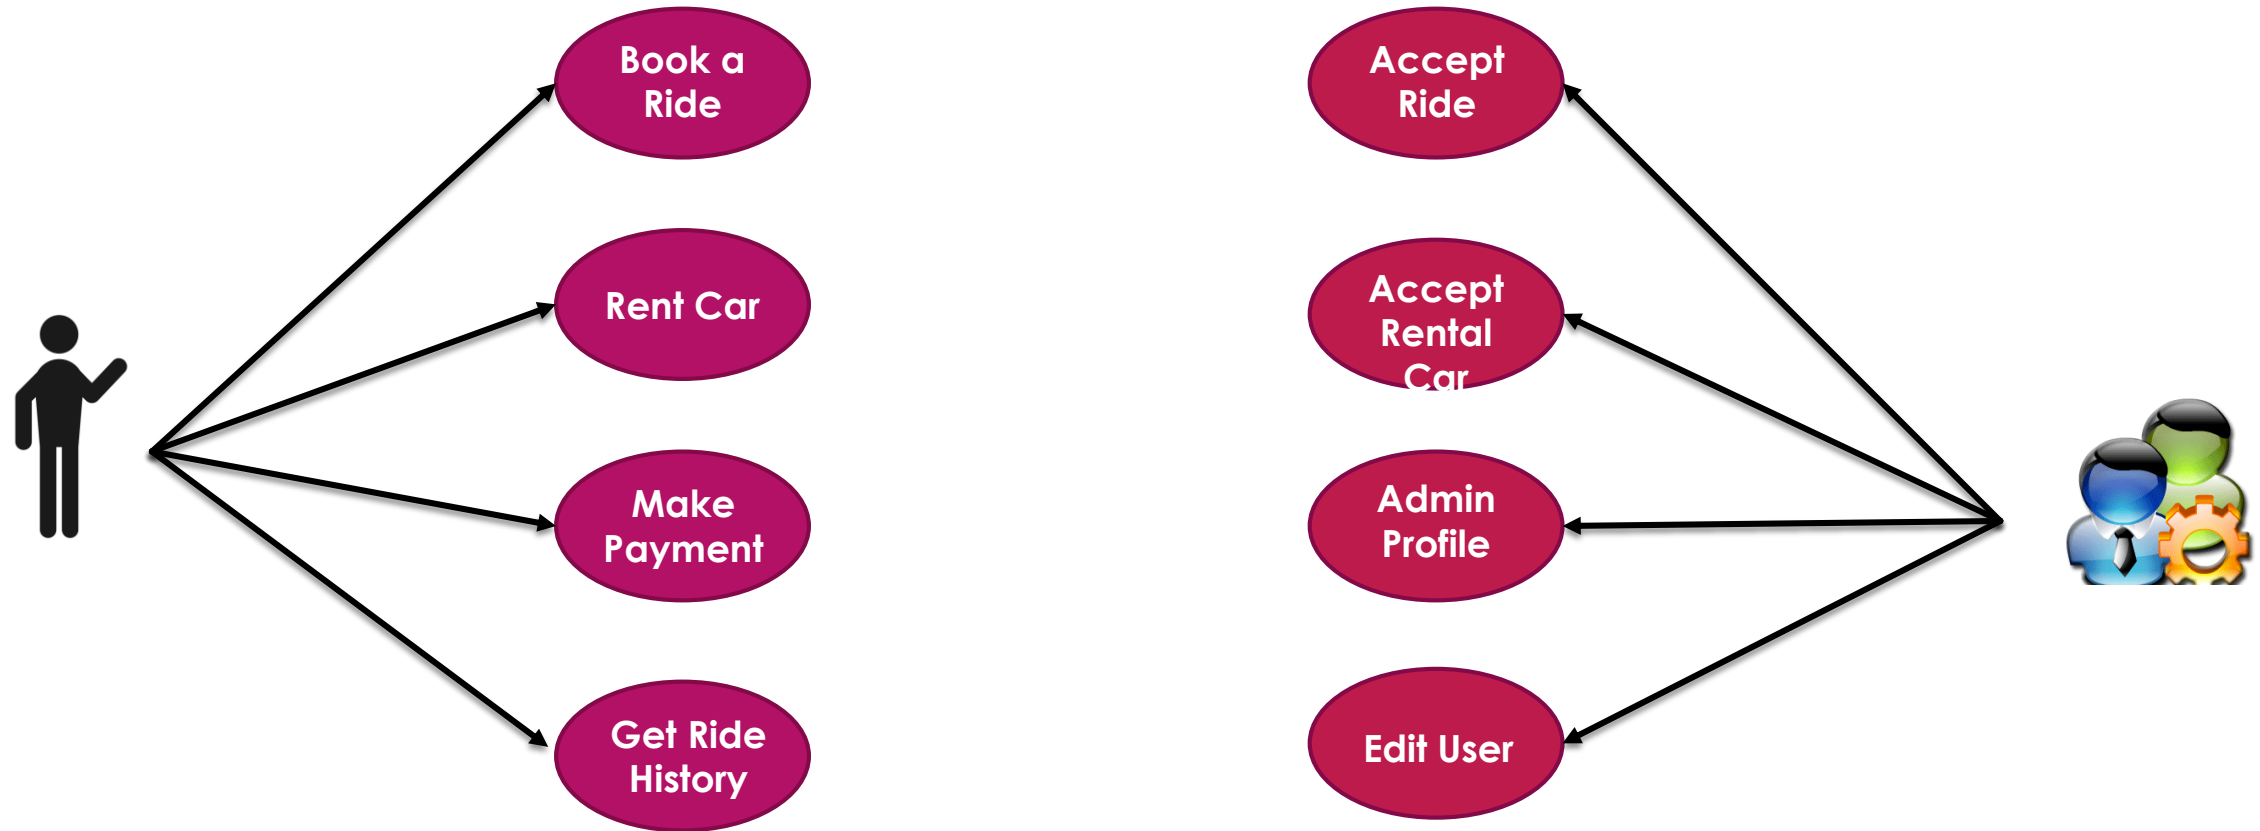 Book a
Ride
Rent Car
Make
Payment
Get Ride
History
Accept
Ride
Accept
Rental
Car
Admin
Profile
Edit User